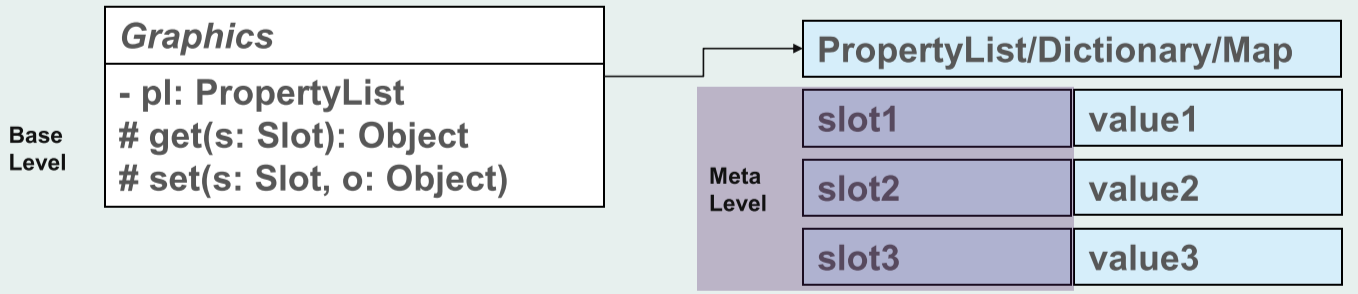 Graphics
- pl: PropertyList
# get(s: Slot): Object
# set(s: Slot, o: Object)
Base
Level
PropertyList/Dictionary/Map
Meta
Level
slot1 value1
slot2 value2
slot3 value3